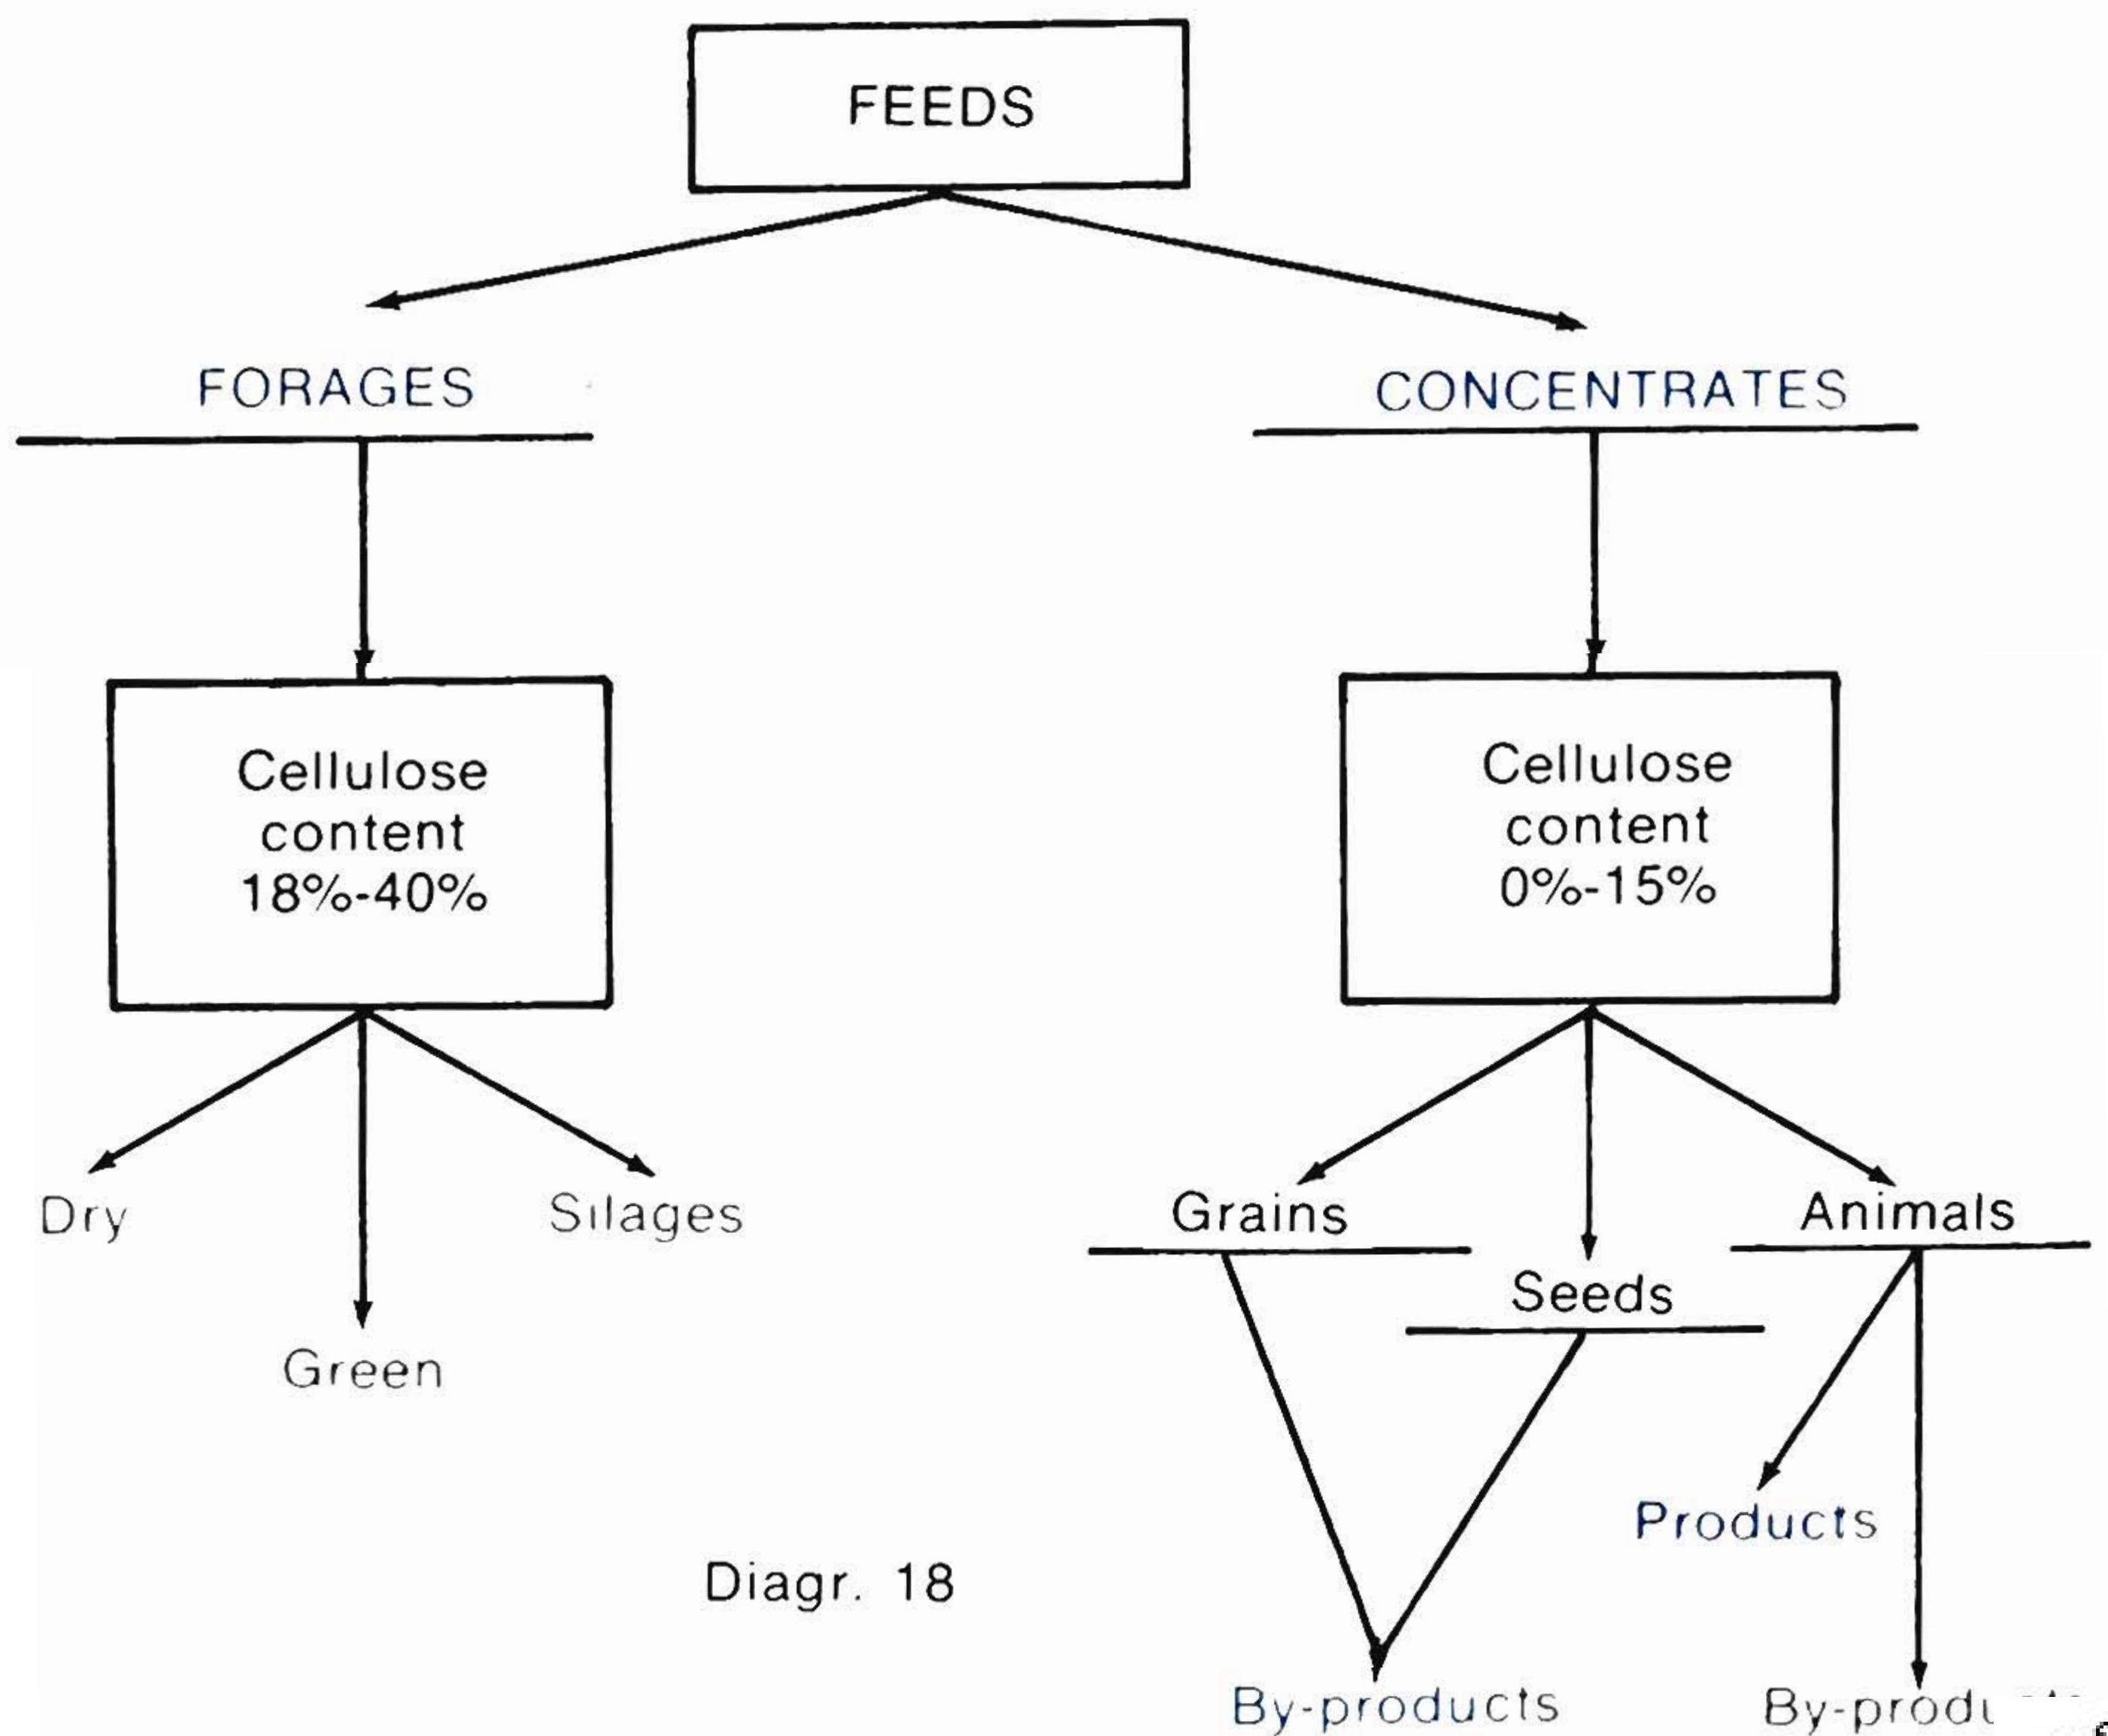 FEEDS
FORAGES
CONCENTRATES
Cellulose
content
18%-40%
Cellulose
content
0%-15%
Dry
Silages
Green
Grains
Animals
Seeds
Products
Diagr. 18
By-products